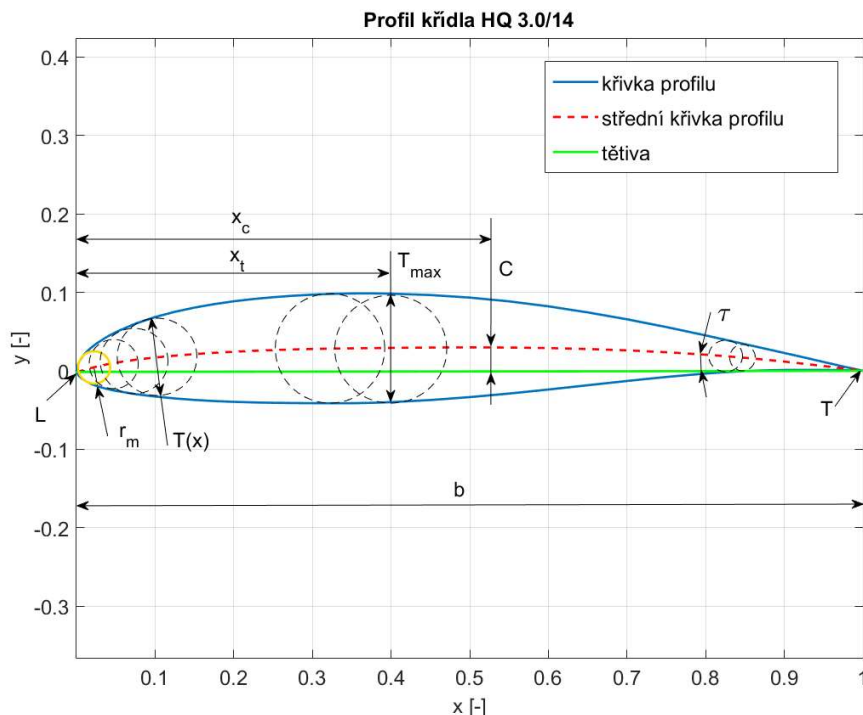 Profil křídla HQ 3.0/14
křivka profilu
střední křivka profilu
tětiva
0.4
0.3
0.2
0.1
0
-0.1
-0.2
-0.3
y [-]
x_c
x_t
T_max
C
τ
L
r_m
T(x)
T
b
0.1
0.2
0.3
0.4
0.5
0.6
0.7
0.8
0.9
1
x [-]